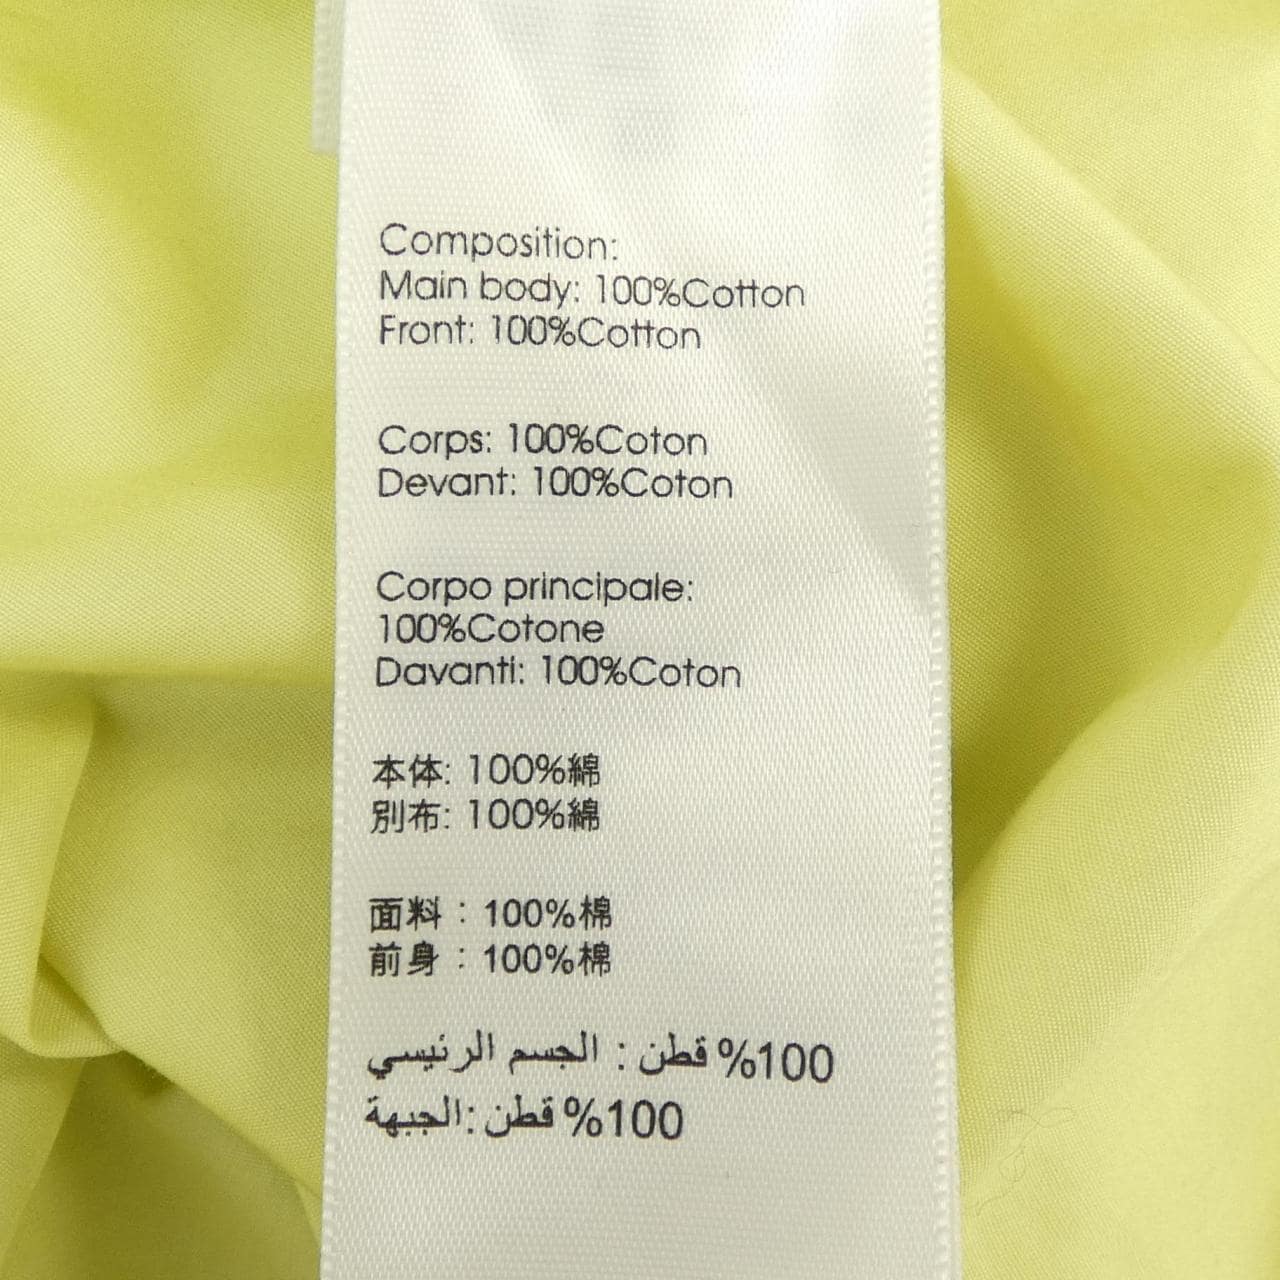 Composition:
Main body: 100%Cotton
Front: 100%Cotton
Corps: 100%Coton
Devant: 100%Coton
Corpo principale:
100%Cotone
Davanti: 100%Coton
本体: 100%綿
別布: 100%綿
面料：100%棉
前身：100%棉
100% قطن : الجسم الرئيسي
100% قطن :الجبهة